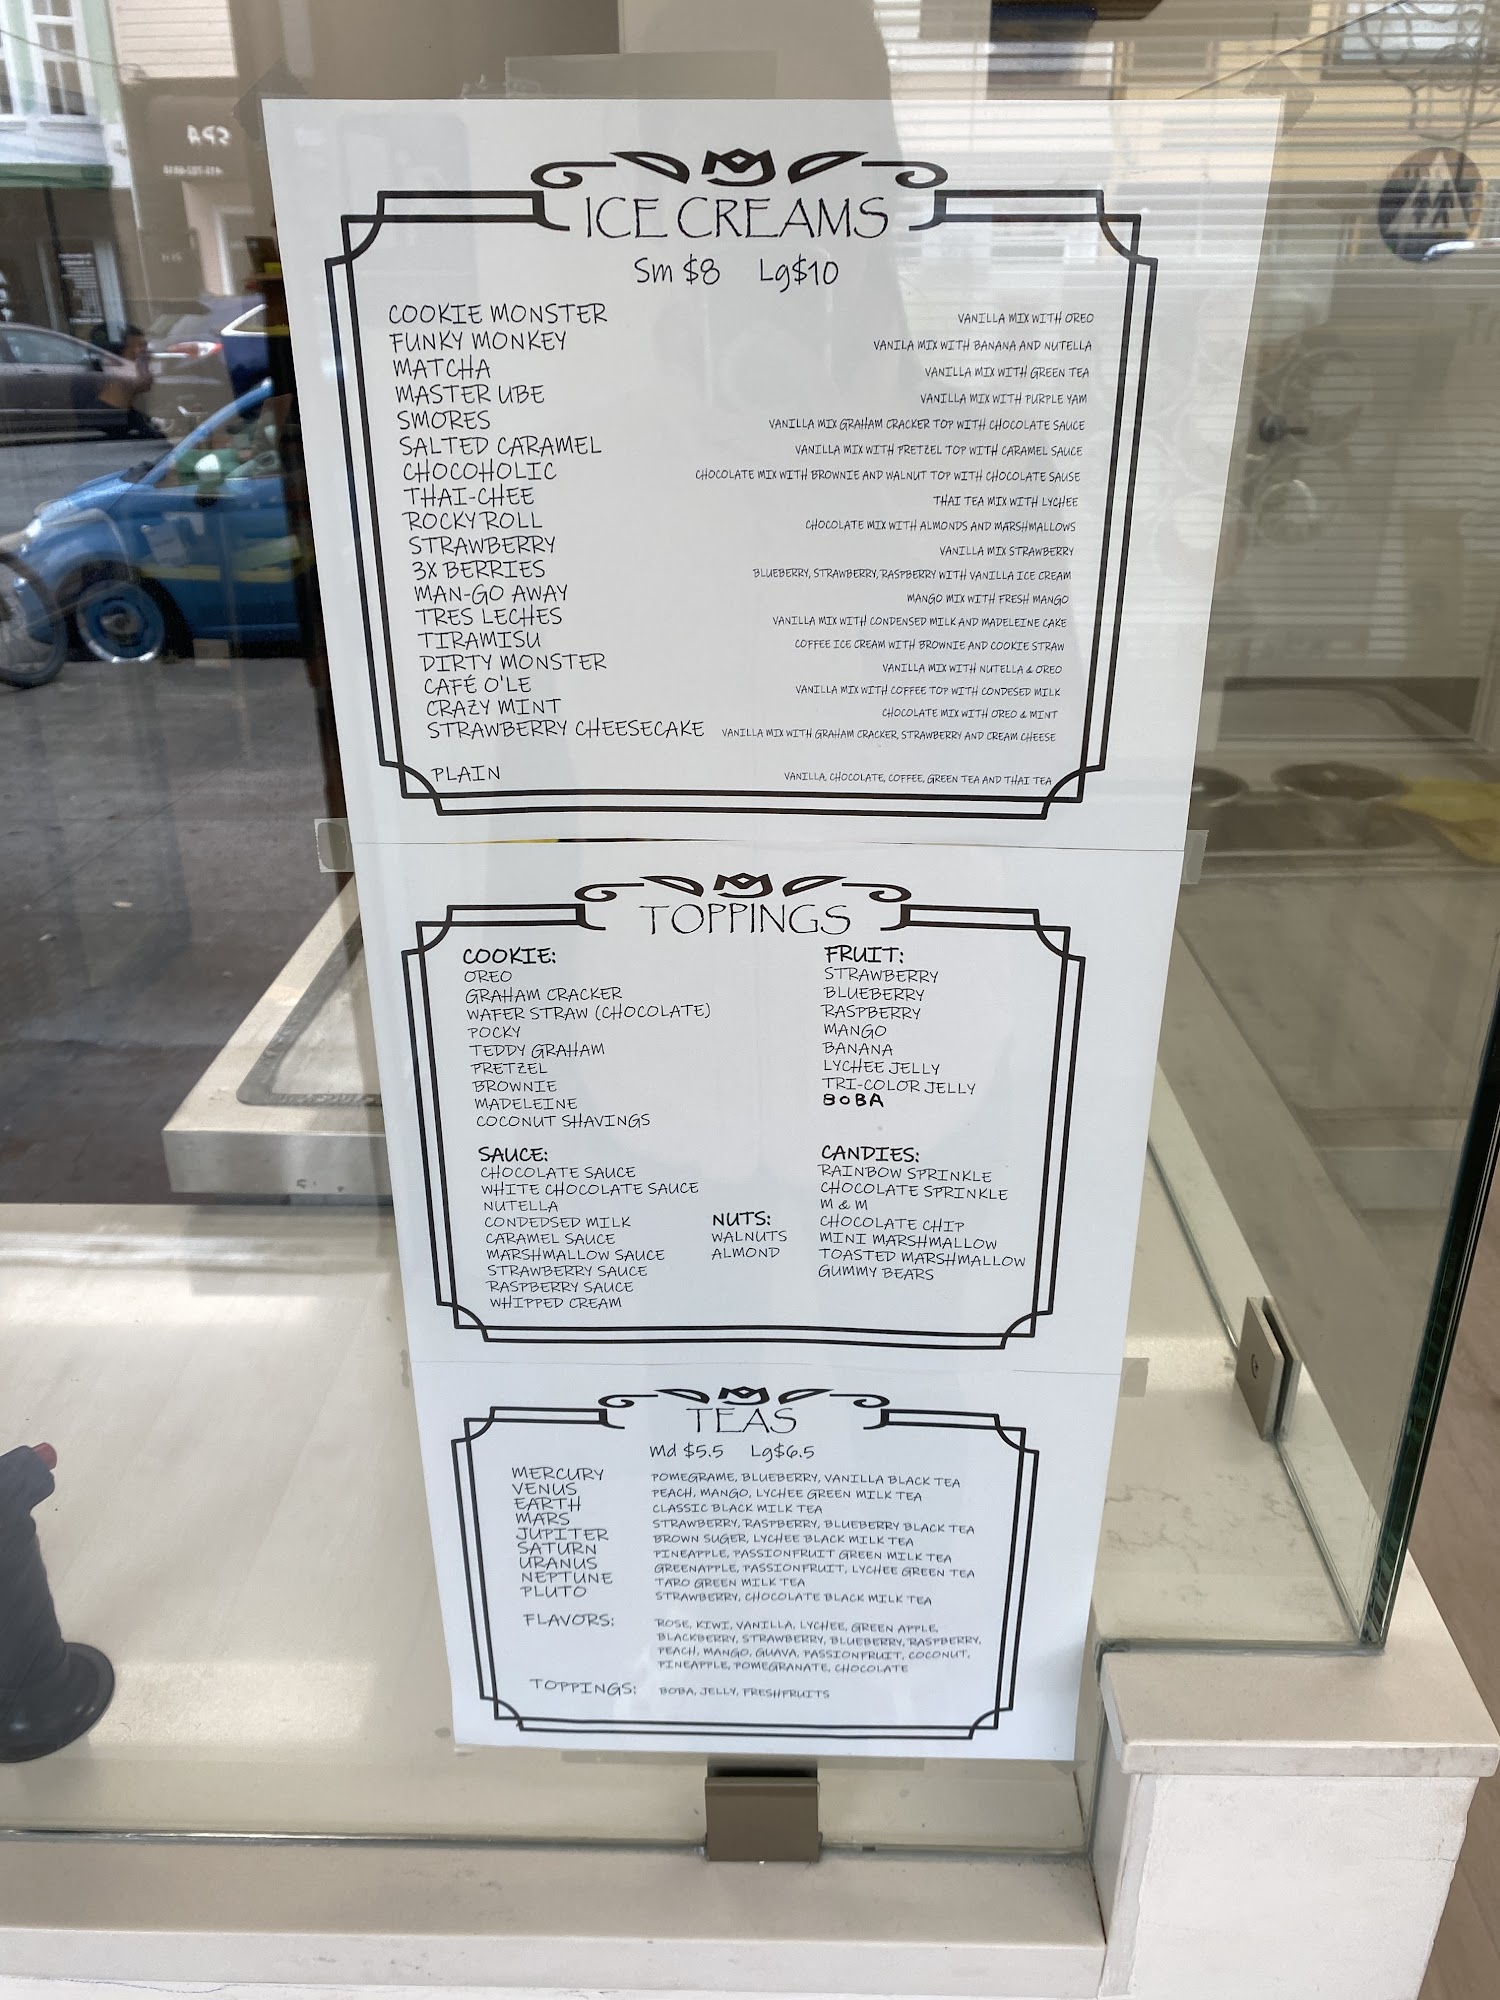 SPA
ICE CREAMS
Sm $8 Lg$10
COOKIE MONSTER VANILLA MIX WITH OREO
FUNKY MONKEY VANILA MIX WITH BANANA AND NUTELLA
MATCHA VANILLA MIX WITH GREEN TEA
MASTER UBE VANILLA MIX WITH PURPLE YAM
SMORES VANILLA MIX GRAHAM CRACKER TOP WITH CHOCOLATE SAUCE
SALTED CARAMEL VANILLA MIX WITH PRETZEL TOP WITH CARAMEL SAUCE
CHOCOHOLIC CHOCOLATE MIX WITH BROWNIE AND WALNUT TOP WITH CHOCOLATE SAUSE
THAI-CHEE THAI TEA MIX WITH LYCHEE
ROCKY ROLL CHOCOLATE MIX WITH ALMONDS AND MARSHMALLOWS
STRAWBERRY VANILLA MIX STRAWBERRY
3X BERRIES BLUEBERRY, STRAWBERRY, RASPBERRY WITH VANILLA ICE CREAM
MAN-GO AWAY MANGO MIX WITH FRESH MANGO
TRES LECHES VANILLA MIX WITH CONDENSED MILK AND MADELEINE CAKE
TIRAMISU COFFEE ICE CREAM WITH BROWNIE AND COOKIE STRAW
DIRTY MONSTER VANILLA MIX WITH NUTELLA & OREO
CAFÉ O'LE VANILLA MIX WITH COFFEE TOP WITH CONDESED MILK
CRAZY MINT CHOCOLATE MIX WITH OREO & MINT
STRAWBERRY CHEESECAKE VANILLA MIX WITH GRAHAM CRACKER, STRAWBERRY AND CREAM CHEESE
PLAIN VANILLA, CHOCOLATE, COFFEE, GREEN TEA AND THAI TEA
TOPPINGS
COOKIE:
OREO
GRAHAM CRACKER
WAFER STRAW (CHOCOLATE)
POCKY
TEDDY GRAHAM
PRETZEL
BROWNIE
MADELEINE
COCONUT SHAVINGS
FRUIT:
STRAWBERRY
BLUEBERRY
RASPBERRY
MANGO
BANANA
LYCHEE JELLY
TRI-COLOR JELLY
BOBA
SAUCE:
CHOCOLATE SAUCE
WHITE CHOCOLATE SAUCE
NUTELLA
CONDEDSED MILK
CARAMEL SAUCE
MARSHMALLOW SAUCE
STRAWBERRY SAUCE
RASPBERRY SAUCE
WHIPPED CREAM
NUTS:
WALNUTS
ALMOND
CANDIES:
RAINBOW SPRINKLE
CHOCOLATE SPRINKLE
M & M
CHOCOLATE CHIP
MINI MARSHMALLOW
TOASTED MARSHMALLOW
GUMMY BEARS
TEAS
Md $5.5 Lg$6.5
MERCURY POMEGRAME, BLUEBERRY, VANILLA BLACK TEA
VENUS PEACH, MANGO, LYCHEE GREEN MILK TEA
EARTH CLASSIC BLACK MILK TEA
MARS STRAWBERRY, RASPBERRY, BLUEBERRY BLACK TEA
JUPITER BROWN SUGER, LYCHEE BLACK MILK TEA
SATURN PINEAPPLE, PASSIONFRUIT GREEN MILK TEA
URANUS GREENAPPLE, PASSIONFRUIT, LYCHEE GREEN TEA
NEPTUNE TARO GREEN MILK TEA
PLUTO STRAWBERRY, CHOCOLATE BLACK MILK TEA
FLAVORS: ROSE, KIWI, VANILLA, LYCHEE, GREEN APPLE,
BLACKBERRY, STRAWBERRY, BLUEBERRY, RASPBERRY,
PEACH, MANGO, GUAVA, PASSIONFRUIT, COCONUT,
PINEAPPLE, POMEGRANATE, CHOCOLATE
TOPPINGS: BOBA, JELLY, FRESHFRUITS